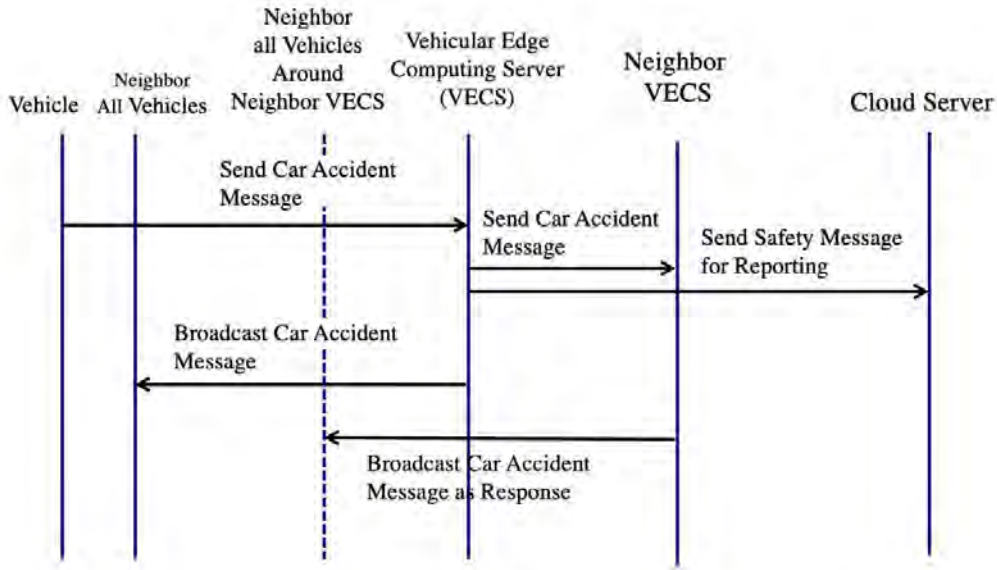 Vehicle
Neighbor
All Vehicles
Neighbor
all Vehicles
Around
Neighbor VECS
Vehicular Edge
Computing Server
(VECS)
Neighbor
VECS
Cloud Server
Send Car Accident
Message
Send Car Accident
Message
Send Safety Message
for Reporting
Broadcast Car Accident
Message
Broadcast Car Accident
Message as Response